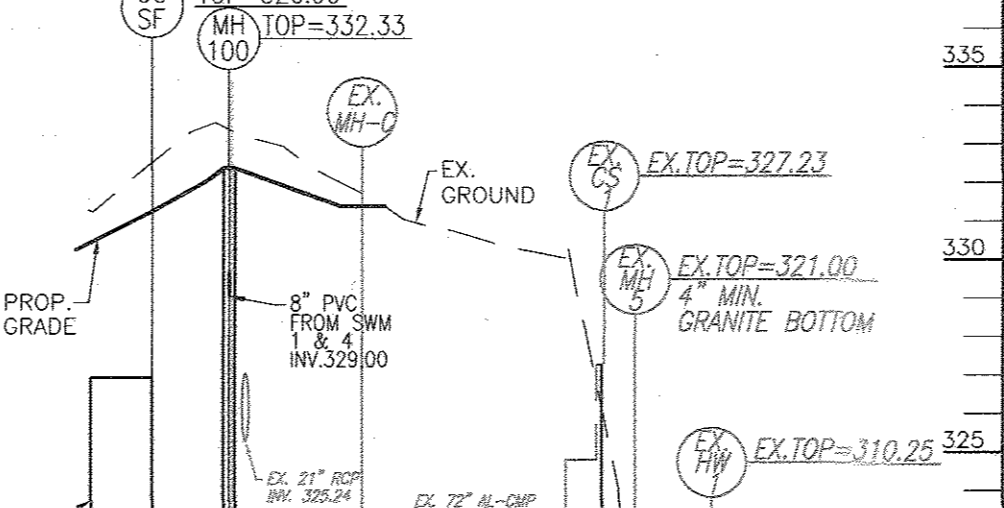 SF
MH
100
TOP=332.33
335
EX.
MH-C
EX.
GROUND
EX.
CS
1
EX.TOP=327.23
330
EX.
MH
5
EX.TOP=321.00
4" MIN.
GRANITE BOTTOM
PROP.
GRADE
8" PVC
FROM SWM
1 & 4
INV.329.00
EX.
HW
1
EX.TOP=310.25
325
EX. 21" RCP
INV. 325.24
EX. 72" AL-CMP